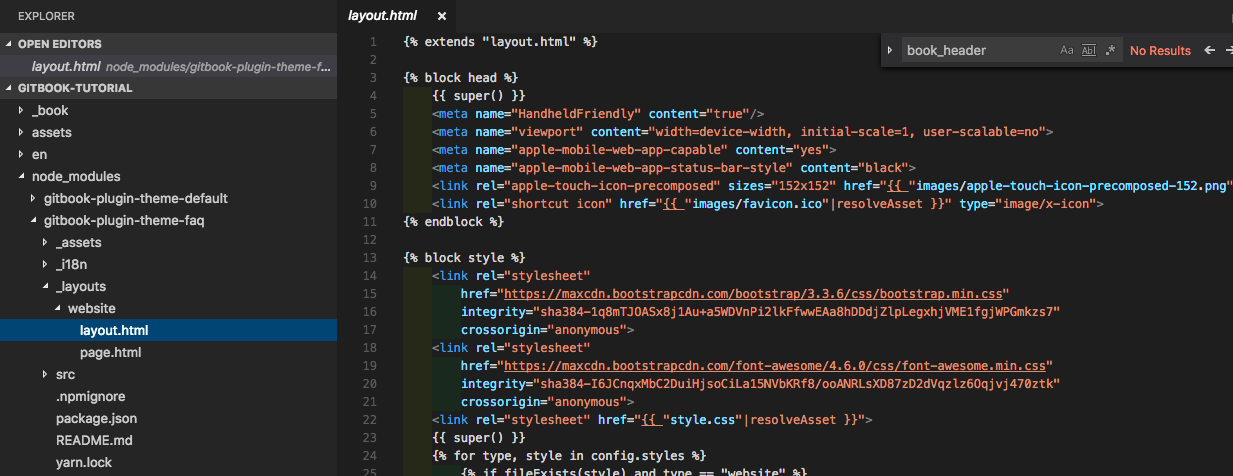 EXPLORER
OPEN EDITORS
layout.html node_modules/gitbook-plugin-theme-f...
GITBOOK-TUTORIAL
_book
assets
en
node_modules
gitbook-plugin-theme-default
gitbook-plugin-theme-faq
_assets
_i18n
_layouts
website
layout.html
page.html
src
.npmignore
package.json
README.md
yarn.lock
layout.html ×
book_header Aa Ab| .* No Results
1 {% extends "layout.html" %}
2
3 {% block head %}
4 {{ super() }}
5 <meta name="HandheldFriendly" content="true"/>
6 <meta name="viewport" content="width=device-width, initial-scale=1, user-scalable=no">
7 <meta name="apple-mobile-web-app-capable" content="yes">
8 <meta name="apple-mobile-web-app-status-bar-style" content="black">
9 <link rel="apple-touch-icon-precomposed" sizes="152x152" href="{{ "images/apple-touch-icon-precomposed-152.png"
10 <link rel="shortcut icon" href="{{ "images/favicon.ico"|resolveAsset }}" type="image/x-icon">
11 {% endblock %}
12
13 {% block style %}
14 <link rel="stylesheet"
15 href="https://maxcdn.bootstrapcdn.com/bootstrap/3.3.6/css/bootstrap.min.css"
16 integrity="sha384-1q8mTJOASx8j1Au+a5WDVnPi2lkFfwwEAa8hDDdjZlpLegxhjVME1fgjWPGmkzs7"
17 crossorigin="anonymous">
18 <link rel="stylesheet"
19 href="https://maxcdn.bootstrapcdn.com/font-awesome/4.6.0/css/font-awesome.min.css"
20 integrity="sha384-I6JCnqxMbC2DuiHjsoCiLa15NVbKRf8/ooANRLsXD87zD2dVqzlz6Oqjvj470ztk"
21 crossorigin="anonymous">
22 <link rel="stylesheet" href="{{ "style.css"|resolveAsset }}">
23 {{ super() }}
24 {% for type, style in config.styles %}
25 {% if fileExists(style) and type == "website" %}